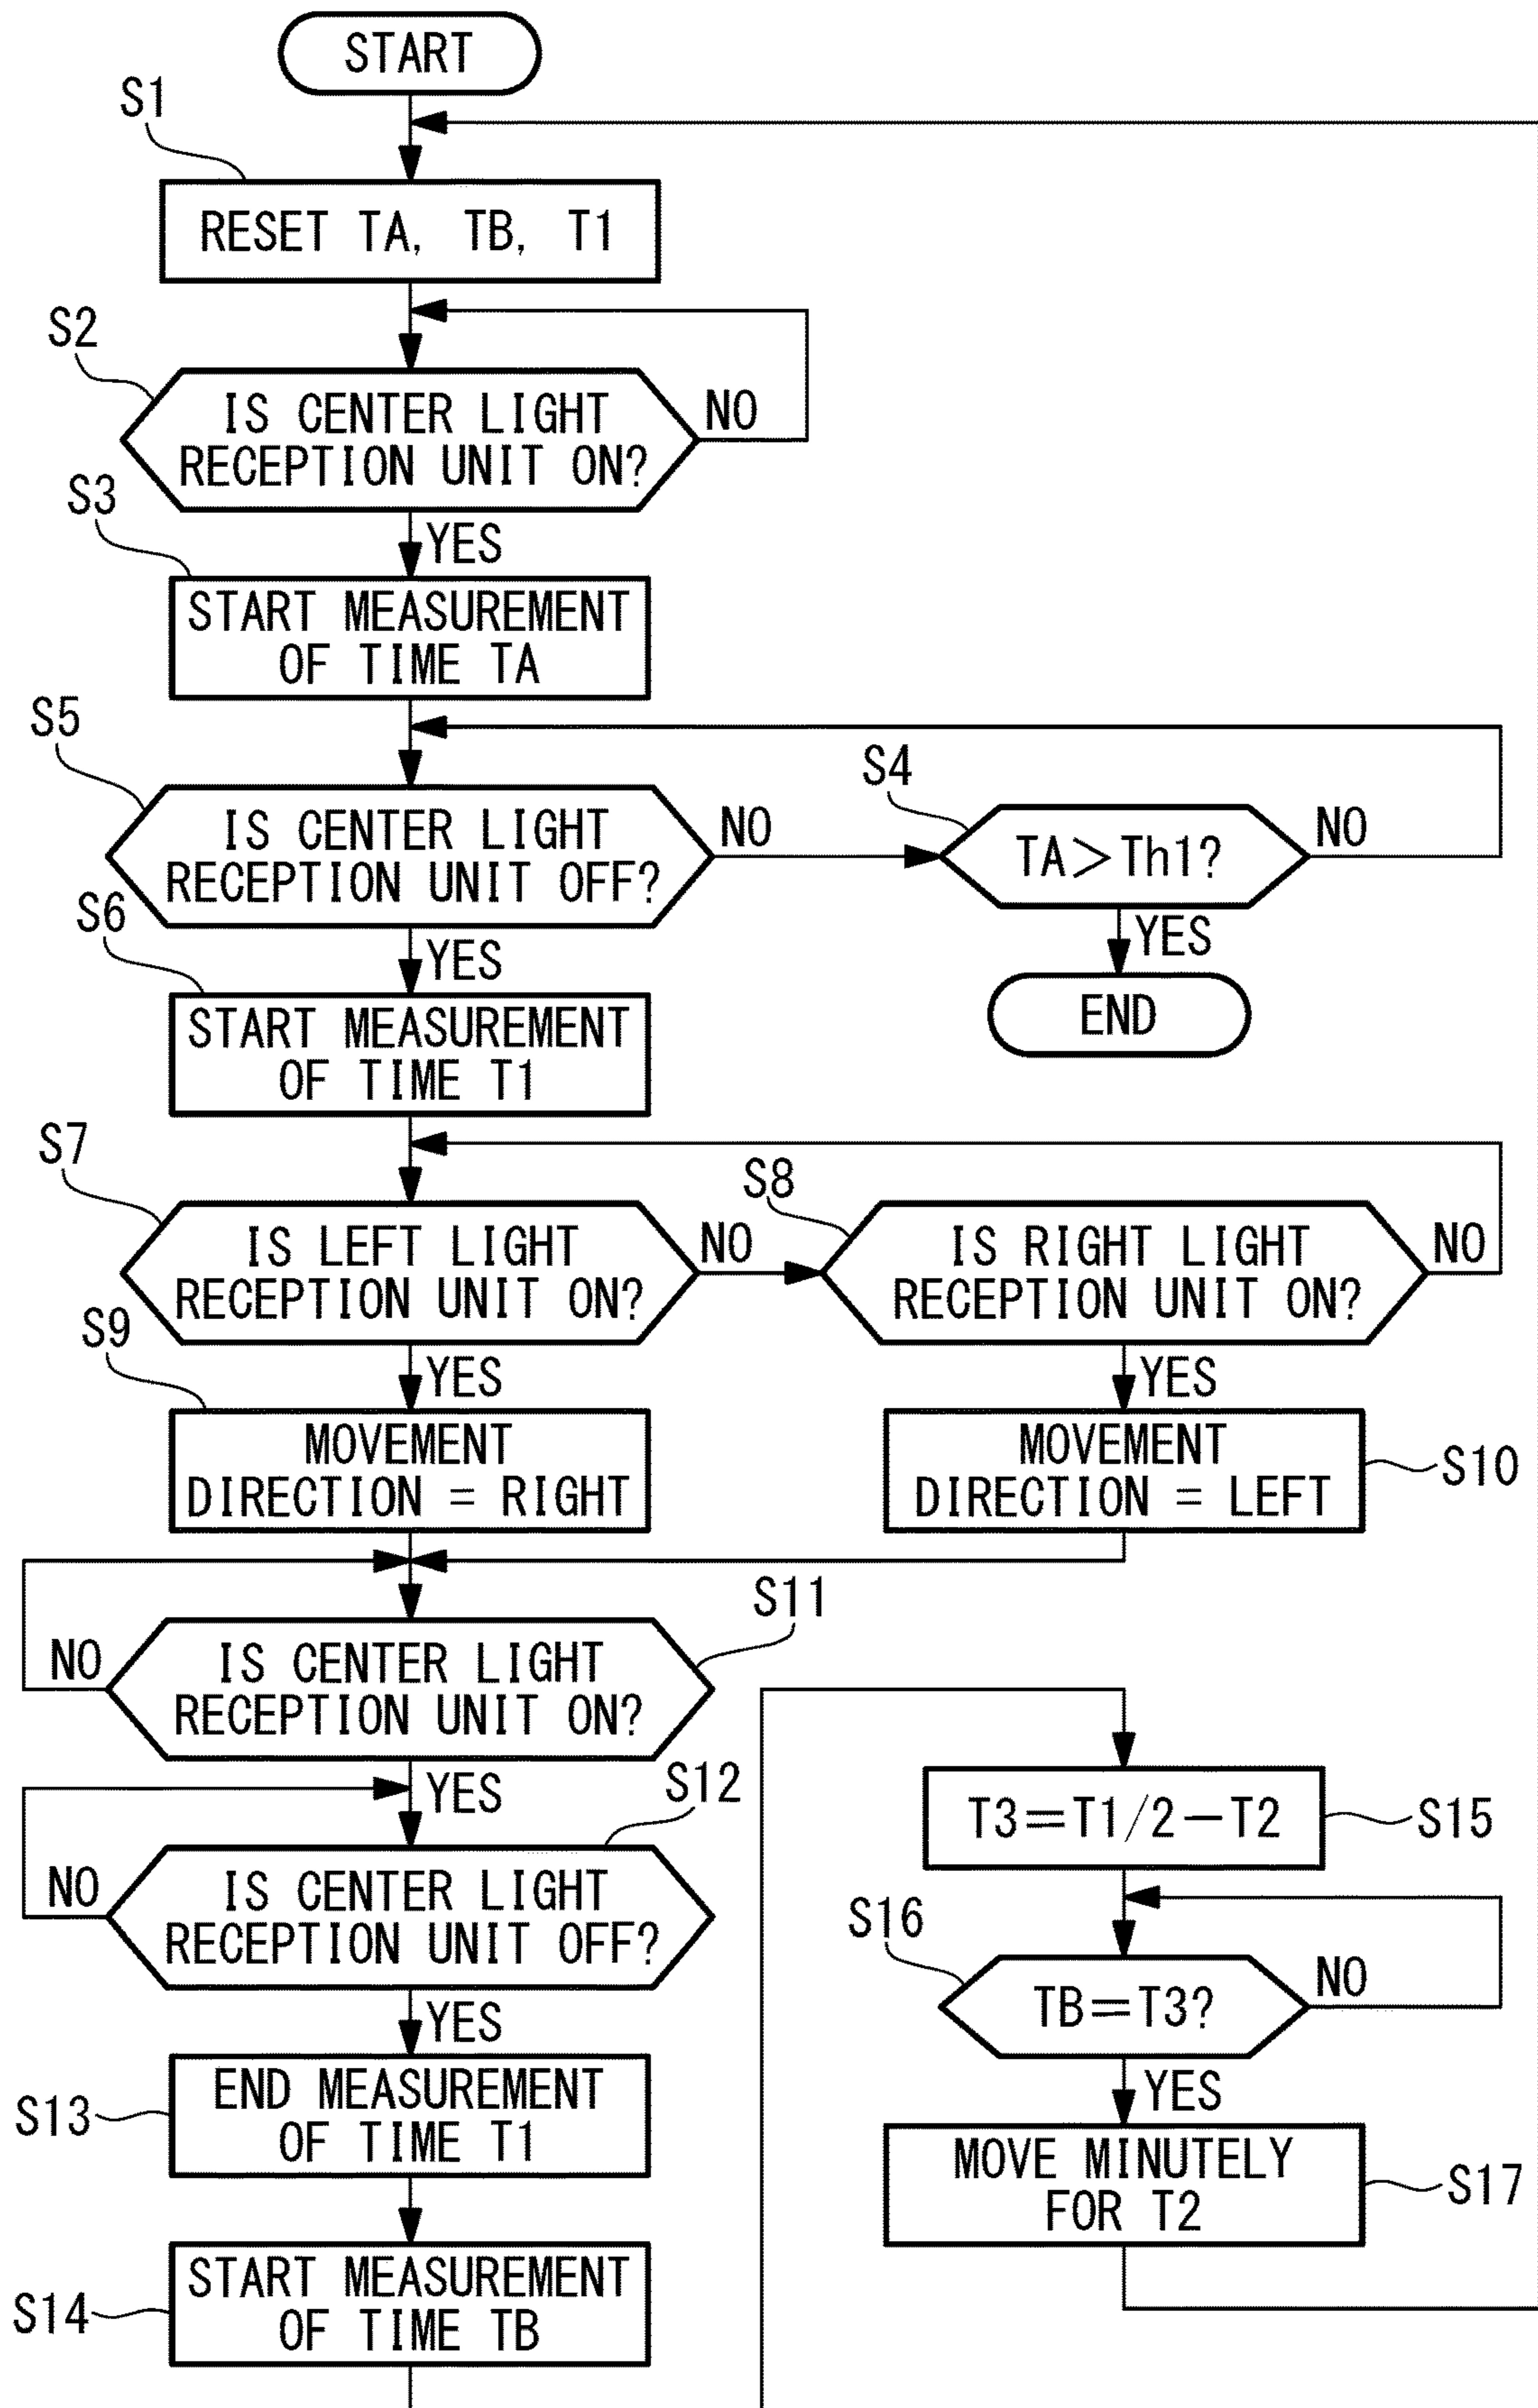 START
S1
RESET TA, TB, T1
S2
IS CENTER LIGHT
RECEPTION UNIT ON?
NO
YES
S3
START MEASUREMENT
OF TIME TA
S5
IS CENTER LIGHT
RECEPTION UNIT OFF?
NO
S4
TA>Th1?
NO
YES
END
YES
S6
START MEASUREMENT
OF TIME T1
S7
IS LEFT LIGHT
RECEPTION UNIT ON?
NO
S8
IS RIGHT LIGHT
RECEPTION UNIT ON?
NO
YES
S9
MOVEMENT
DIRECTION = RIGHT
YES
MOVEMENT
DIRECTION = LEFT
S10
S11
IS CENTER LIGHT
RECEPTION UNIT ON?
NO
YES
S12
IS CENTER LIGHT
RECEPTION UNIT OFF?
NO
YES
S13
END MEASUREMENT
OF TIME T1
S14
START MEASUREMENT
OF TIME TB
T3=T1/2-T2
S15
S16
TB=T3?
NO
YES
MOVE MINUTELY
FOR T2
S17